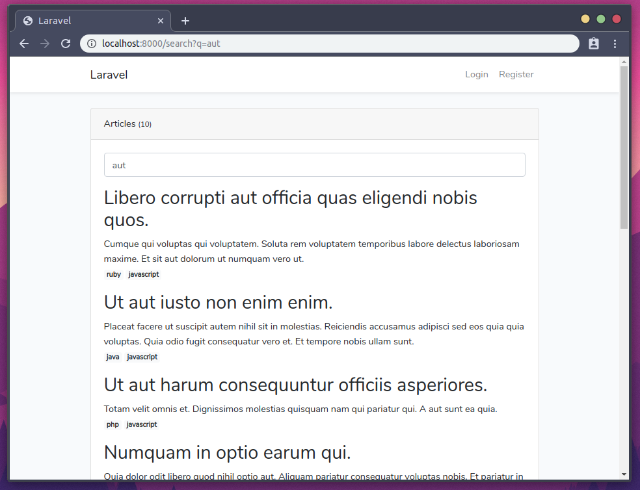 Laravel
localhost:8000/search?q=aut
Laravel
Login Register
Articles (10)
aut
Libero corrupti aut officia quas eligendi nobis
quos.
Cumque qui voluptas qui voluptatem. Soluta rem voluptatem temporibus labore delectus laboriosam
maxime. Et sit aut dolorum ut numquam vero ut.
ruby javascript
Ut aut iusto non enim enim.
Placeat facere ut suscipit autem nihil sit in molestias. Reiciendis accusamus adipisci sed eos quia quia
voluptas. Quia odio fugit consequatur vero et. Et tempore nobis ullam sunt.
java javascript
Ut aut harum consequuntur officiis asperiores.
Totam velit omnis et. Dignissimos molestias quisquam nam qui pariatur qui. A aut sunt ea quia.
php javascript
Numquam in optio earum qui.
Quia dolor odit libero quod nihil optio aut. Aliquam pariatur consequatur voluptas nobis. Et pariatur in